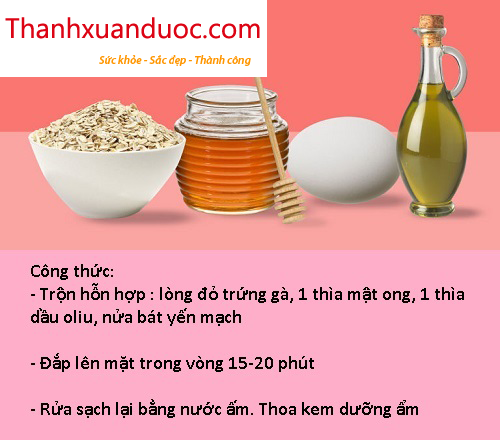 Thanhxuanduoc.com
Sức khỏe - Sắc đẹp - Thành công
Công thức:
- Trộn hỗn hợp : lòng đỏ trứng gà, 1 thìa mật ong, 1 thìa
dầu oliu, nửa bát yến mạch
- Đắp lên mặt trong vòng 15-20 phút
- Rửa sạch lại bằng nước ấm. Thoa kem dưỡng ẩm